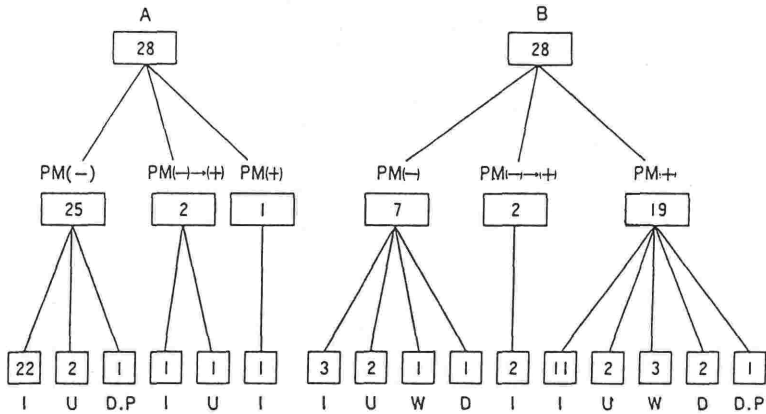 A B
28 28
PM(−) PM(−)→(+) PM(+) PM(−) PM(−)→(+) PM(+)
25 2 1 7 2 19
22 2 1 1 1 1 3 2 1 1 2 11 2 3 2 1
I U D.P I U I I U W D I I U W D D.P